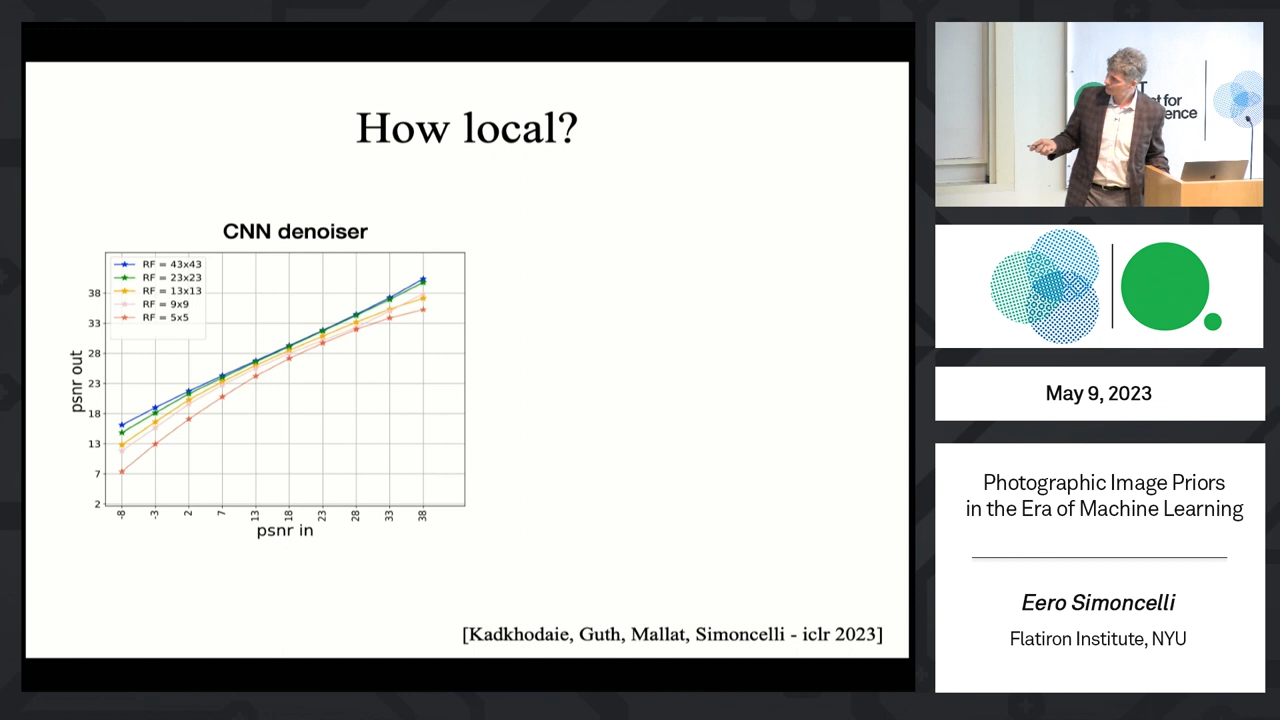 How local?
CNN denoiser
RF = 43x43
RF = 23x23
RF = 13x13
RF = 9x9
RF = 5x5
psnr out
38
33
28
23
18
13
7
2
-8
-3
2
7
13
18
23
28
33
38
psnr in
[Kadkhodaie, Guth, Mallat, Simoncelli - iclr 2023]
May 9, 2023
Photographic Image Priors
in the Era of Machine Learning
Eero Simoncelli
Flatiron Institute, NYU